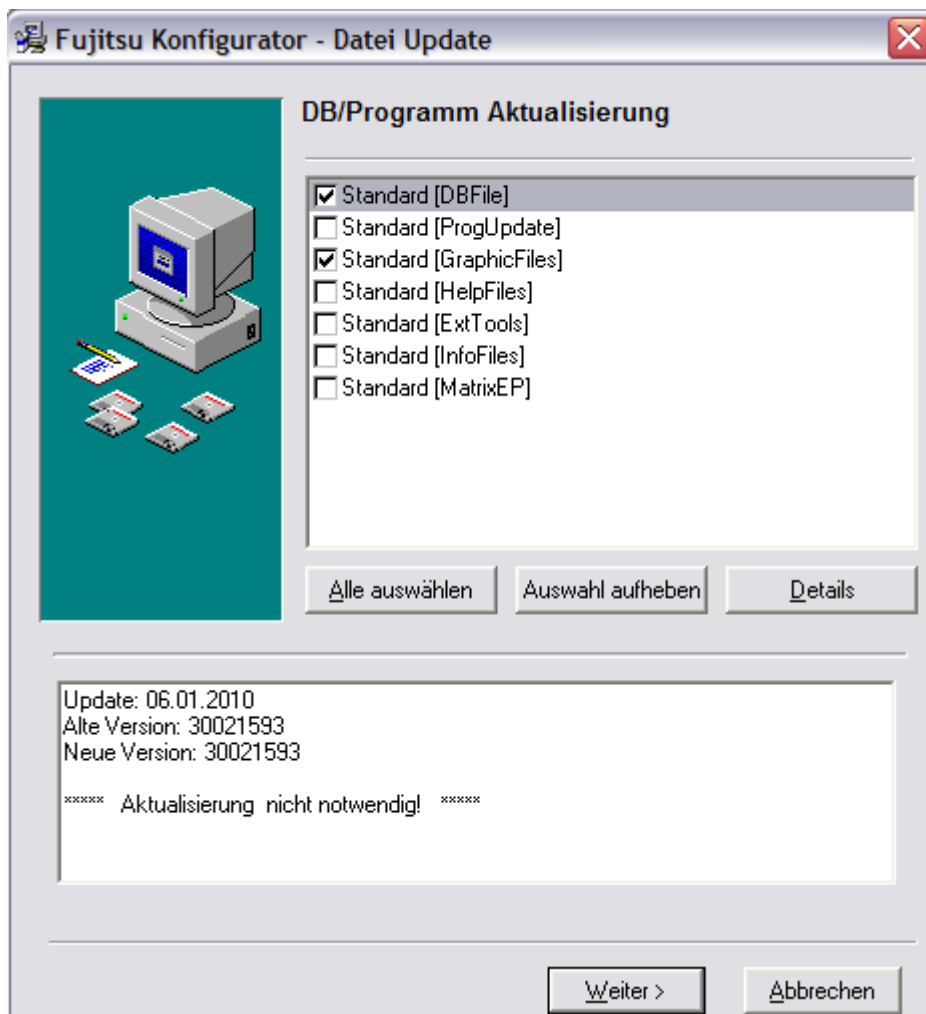 Fujitsu Konfigurator - Datei Update
DB/Programm Aktualisierung
Standard [DBFile]
Standard [ProgUpdate]
Standard [GraphicFiles]
Standard [HelpFiles]
Standard [ExtTools]
Standard [InfoFiles]
Standard [MatrixEP]
Alle auswählen
Auswahl aufheben
Details
Update: 06.01.2010
Alte Version: 30021593
Neue Version: 30021593
***** Aktualisierung nicht notwendig! *****
Weiter >
Abbrechen